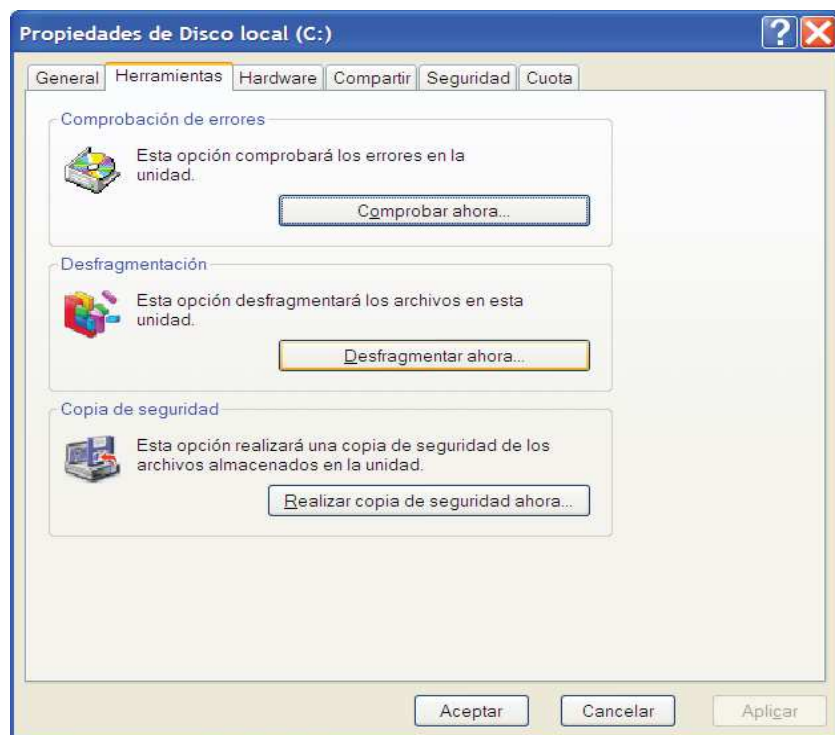 Propiedades de Disco local (C:)
General Herramientas Hardware Compartir Seguridad Cuota
Comprobación de errores
Esta opción comprobará los errores en la
unidad.
Comprobar ahora...
Desfragmentación
Esta opción desfragmentará los archivos en esta
unidad.
Desfragmentar ahora...
Copia de seguridad
Esta opción realizará una copia de seguridad de los
archivos almacenados en la unidad.
Realizar copia de seguridad ahora...
Aceptar Cancelar Aplicar